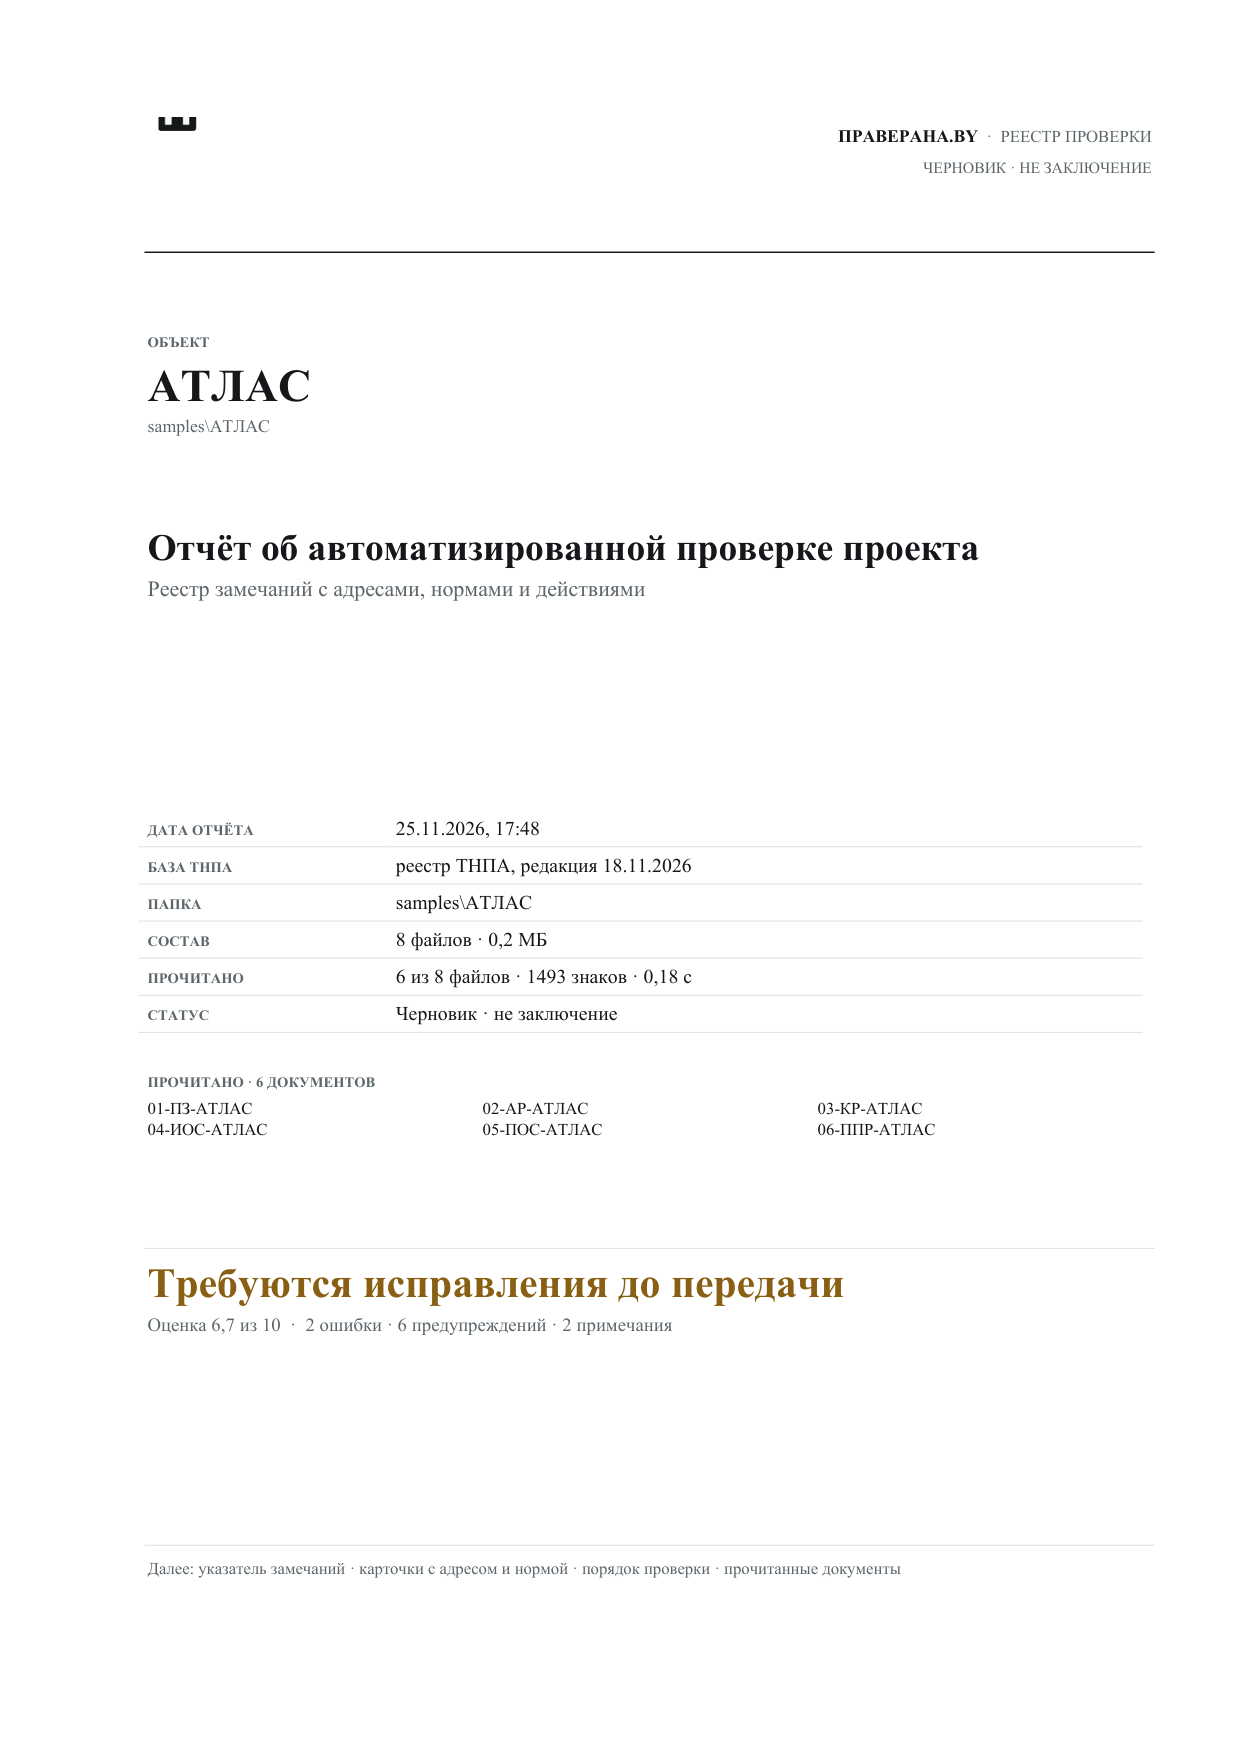 ПРАВЕРАНА.BY · РЕЕСТР ПРОВЕРКИ
ЧЕРНОВИК · НЕ ЗАКЛЮЧЕНИЕ
ОБЪЕКТ
АТЛАС
samples\АТЛАС
Отчёт об автоматизированной проверке проекта
Реестр замечаний с адресами, нормами и действиями
ДАТА ОТЧЁТА 25.11.2026, 17:48
БАЗА ТНПА реестр ТНПА, редакция 18.11.2026
ПАПКА samples\АТЛАС
СОСТАВ 8 файлов · 0,2 МБ
ПРОЧИТАНО 6 из 8 файлов · 1493 знаков · 0,18 с
СТАТУС Черновик · не заключение
ПРОЧИТАНО · 6 ДОКУМЕНТОВ
01-ПЗ-АТЛАС 02-АР-АТЛАС 03-КР-АТЛАС
04-ИОС-АТЛАС 05-ПОС-АТЛАС 06-ППР-АТЛАС
Требуются исправления до передачи
Оценка 6,7 из 10 · 2 ошибки · 6 предупреждений · 2 примечания
Далее: указатель замечаний · карточки с адресом и нормой · порядок проверки · прочитанные документы